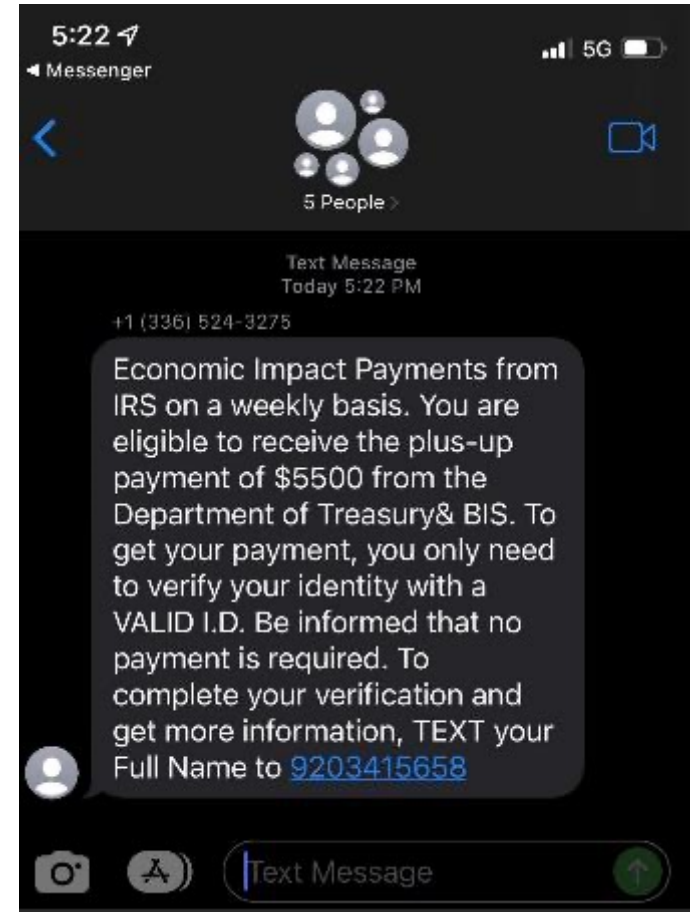 5:22
5G
◀ Messenger
5 People >
Text Message
Today 5:22 PM
+1 (336) 524-3275
Economic Impact Payments from
IRS on a weekly basis. You are
eligible to receive the plus-up
payment of $5500 from the
Department of Treasury& BIS. To
get your payment, you only need
to verify your identity with a
VALID I.D. Be informed that no
payment is required. To
complete your verification and
get more information, TEXT your
Full Name to 9203415658
Text Message